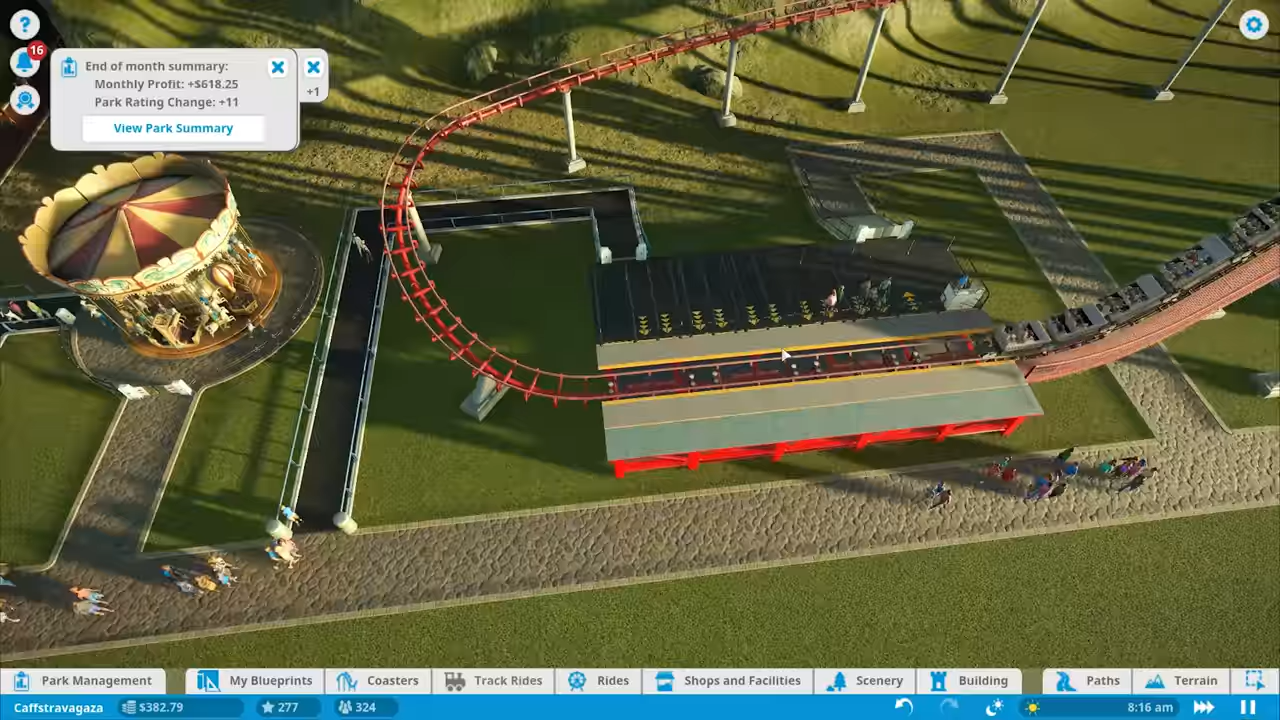 ?
16
End of month summary:
Monthly Profit: +$618.25
Park Rating Change: +11
View Park Summary
+1
Park Management
My Blueprints
Coasters
Track Rides
Rides
Shops and Facilities
Scenery
Building
Paths
Terrain
Caffstravagaza
$382.79
277
324
8:16 am